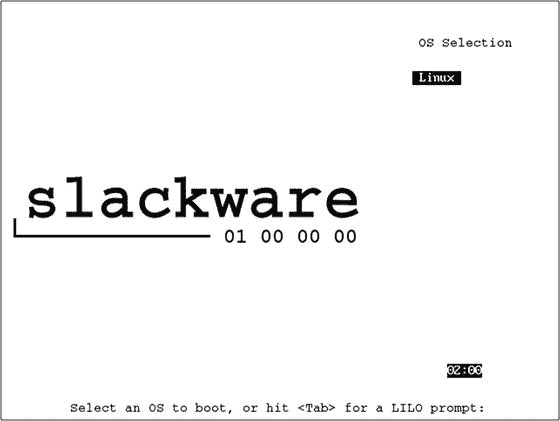 OS Selection
Linux
slackware
01 00 00 00
02:00
Select an OS to boot, or hit <Tab> for a LILO prompt: